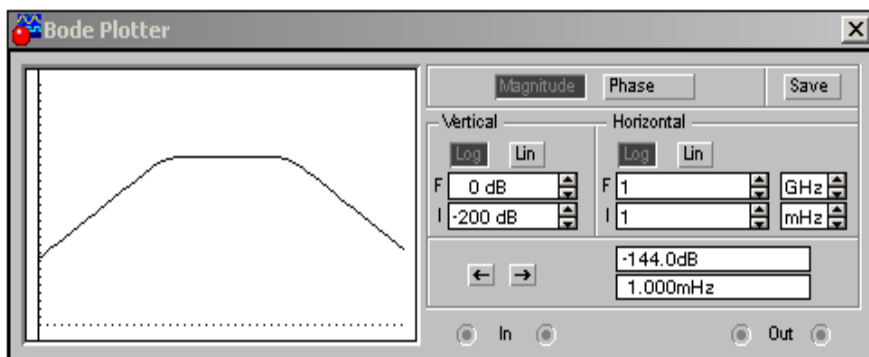 Bode Plotter
Magnitude Phase Save
Vertical Horizontal
Log Lin Log Lin
F 0 dB F 1 GHz
I -200 dB I 1 mHz
-144.0dB
1.000mHz
In Out